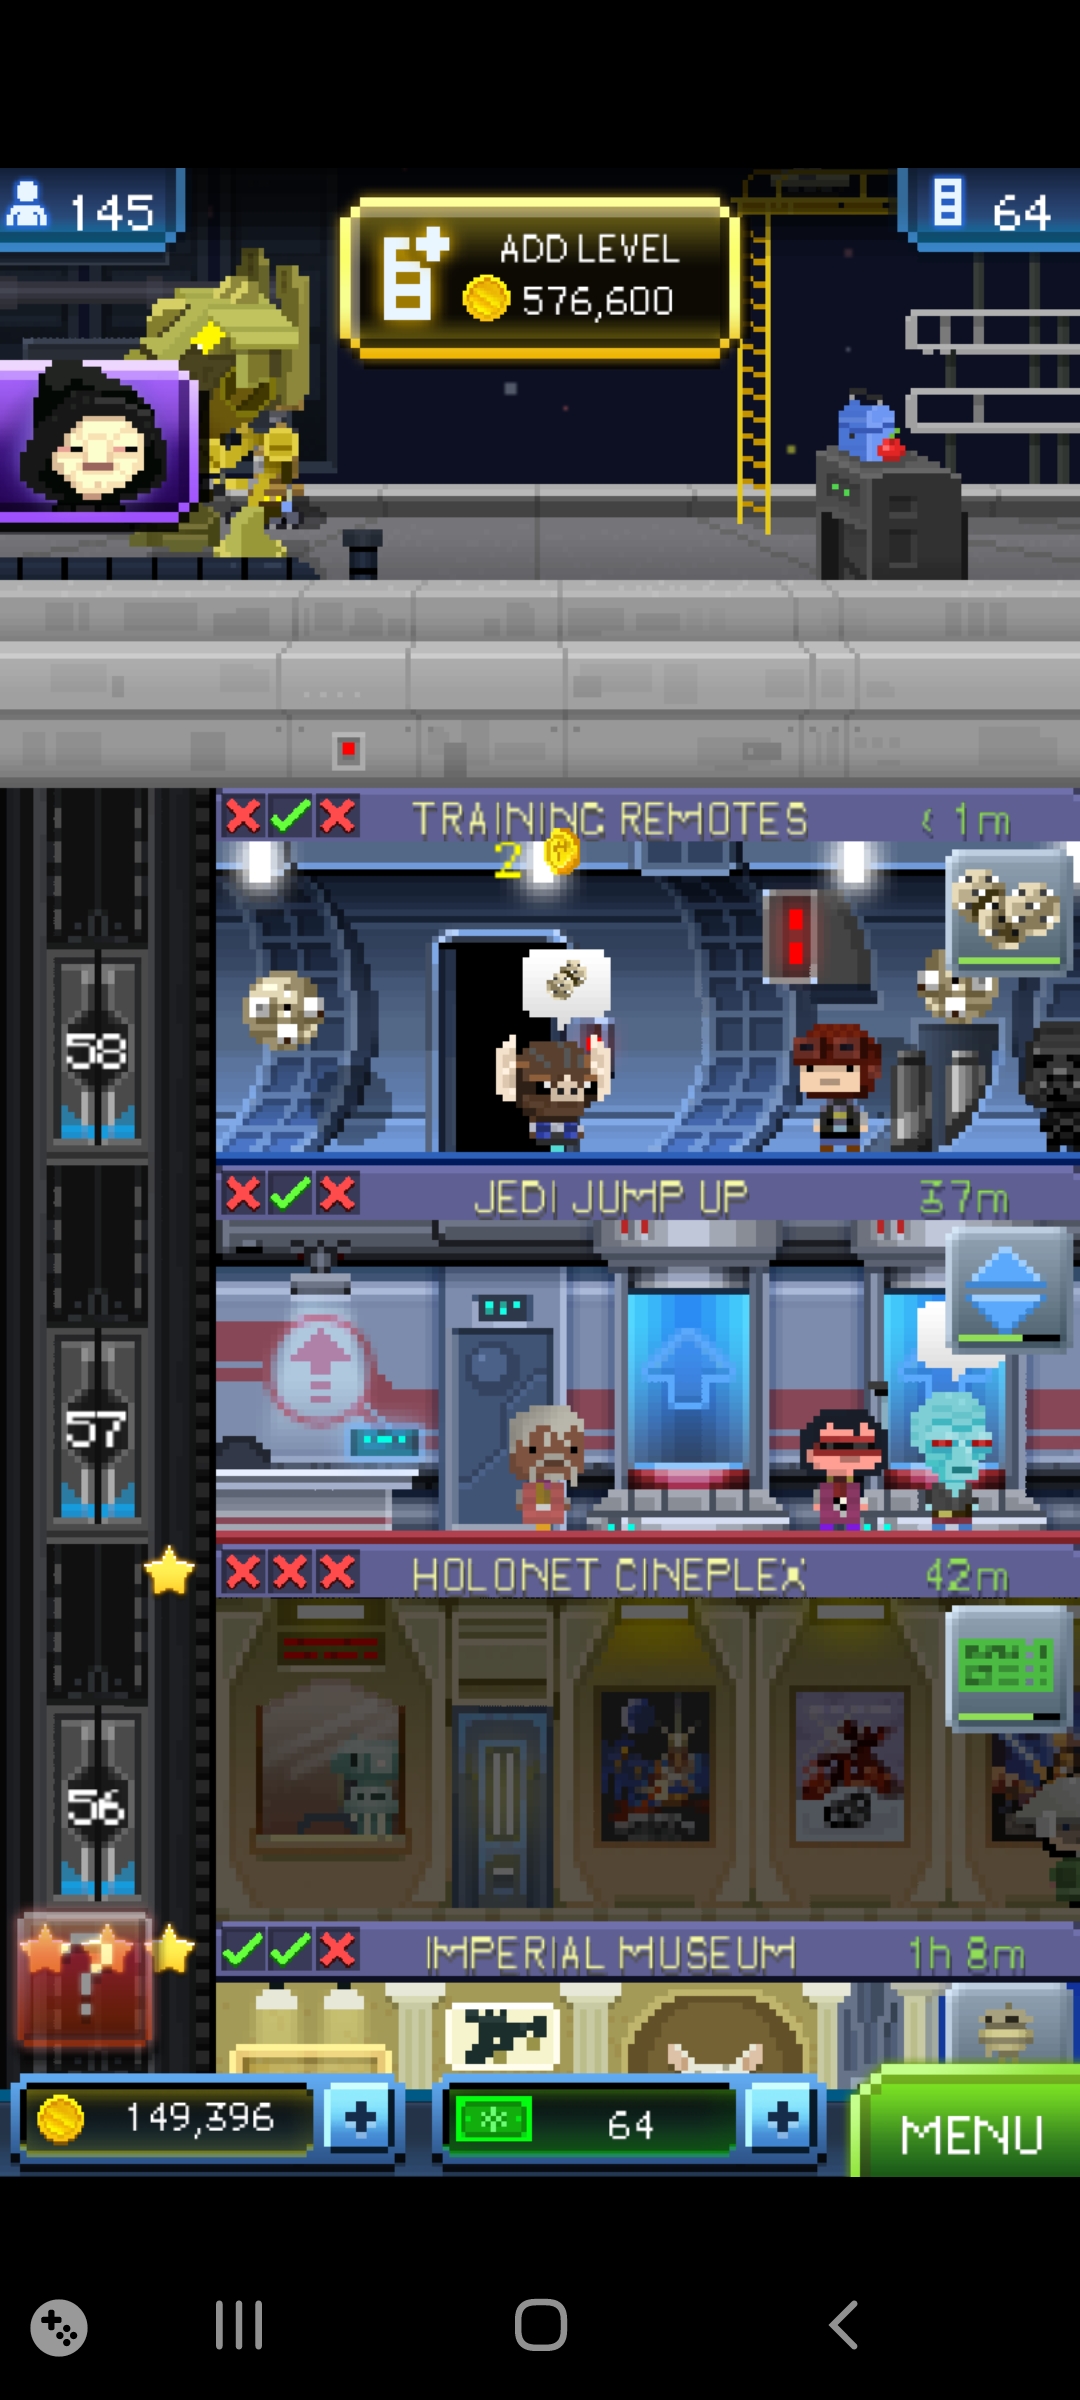 145
ADD LEVEL
576,600
64
TRAINING REMOTES < 1m
2
58
JEDI JUMP UP 37m
57
HOLONET CINEPLEX 42m
56
IMPERIAL MUSEUM 1h 8m
?
149,396
64
MENU